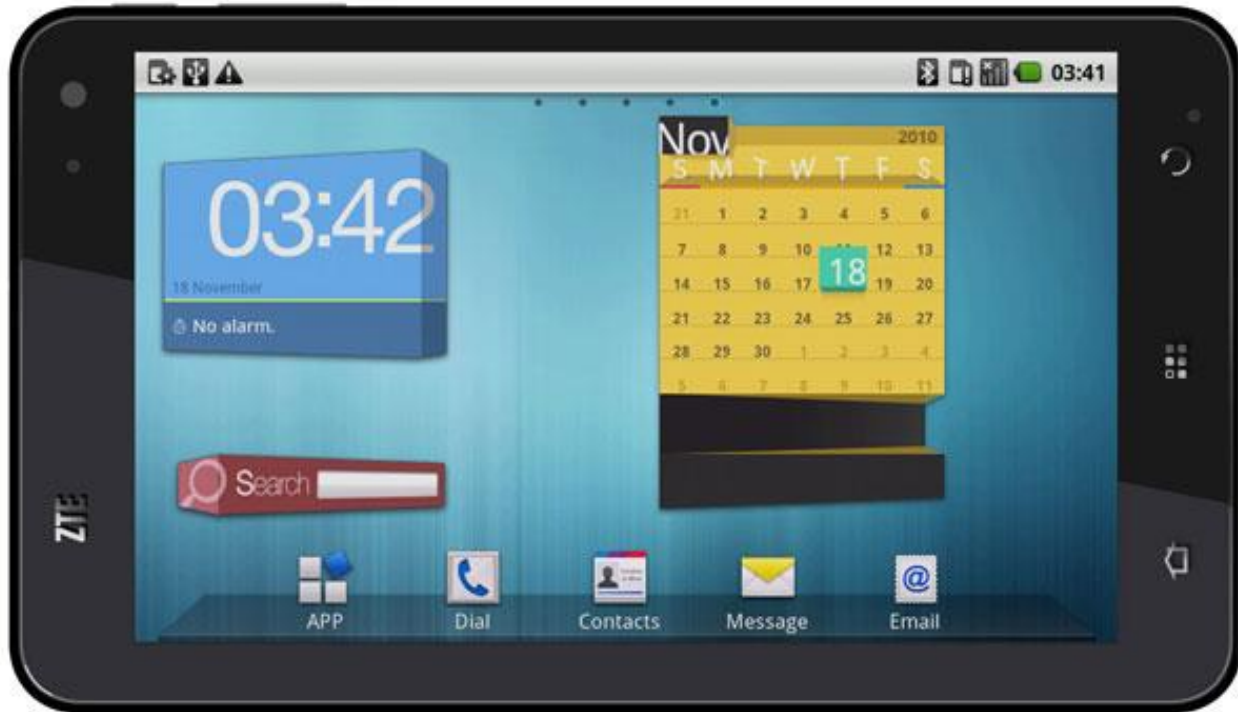 03:41
Nov
2010
S M T W T F S
03:42
31 1 2 3 4 5 6
7 8 9 10 11 12 13
18
18 November
14 15 16 17 19 20
No alarm.
21 22 23 24 25 26 27
28 29 30 1 2 3 4
5 6 7 8 9 10 11
Search
ZTE
APP
Dial
Contacts
Message
Email
@